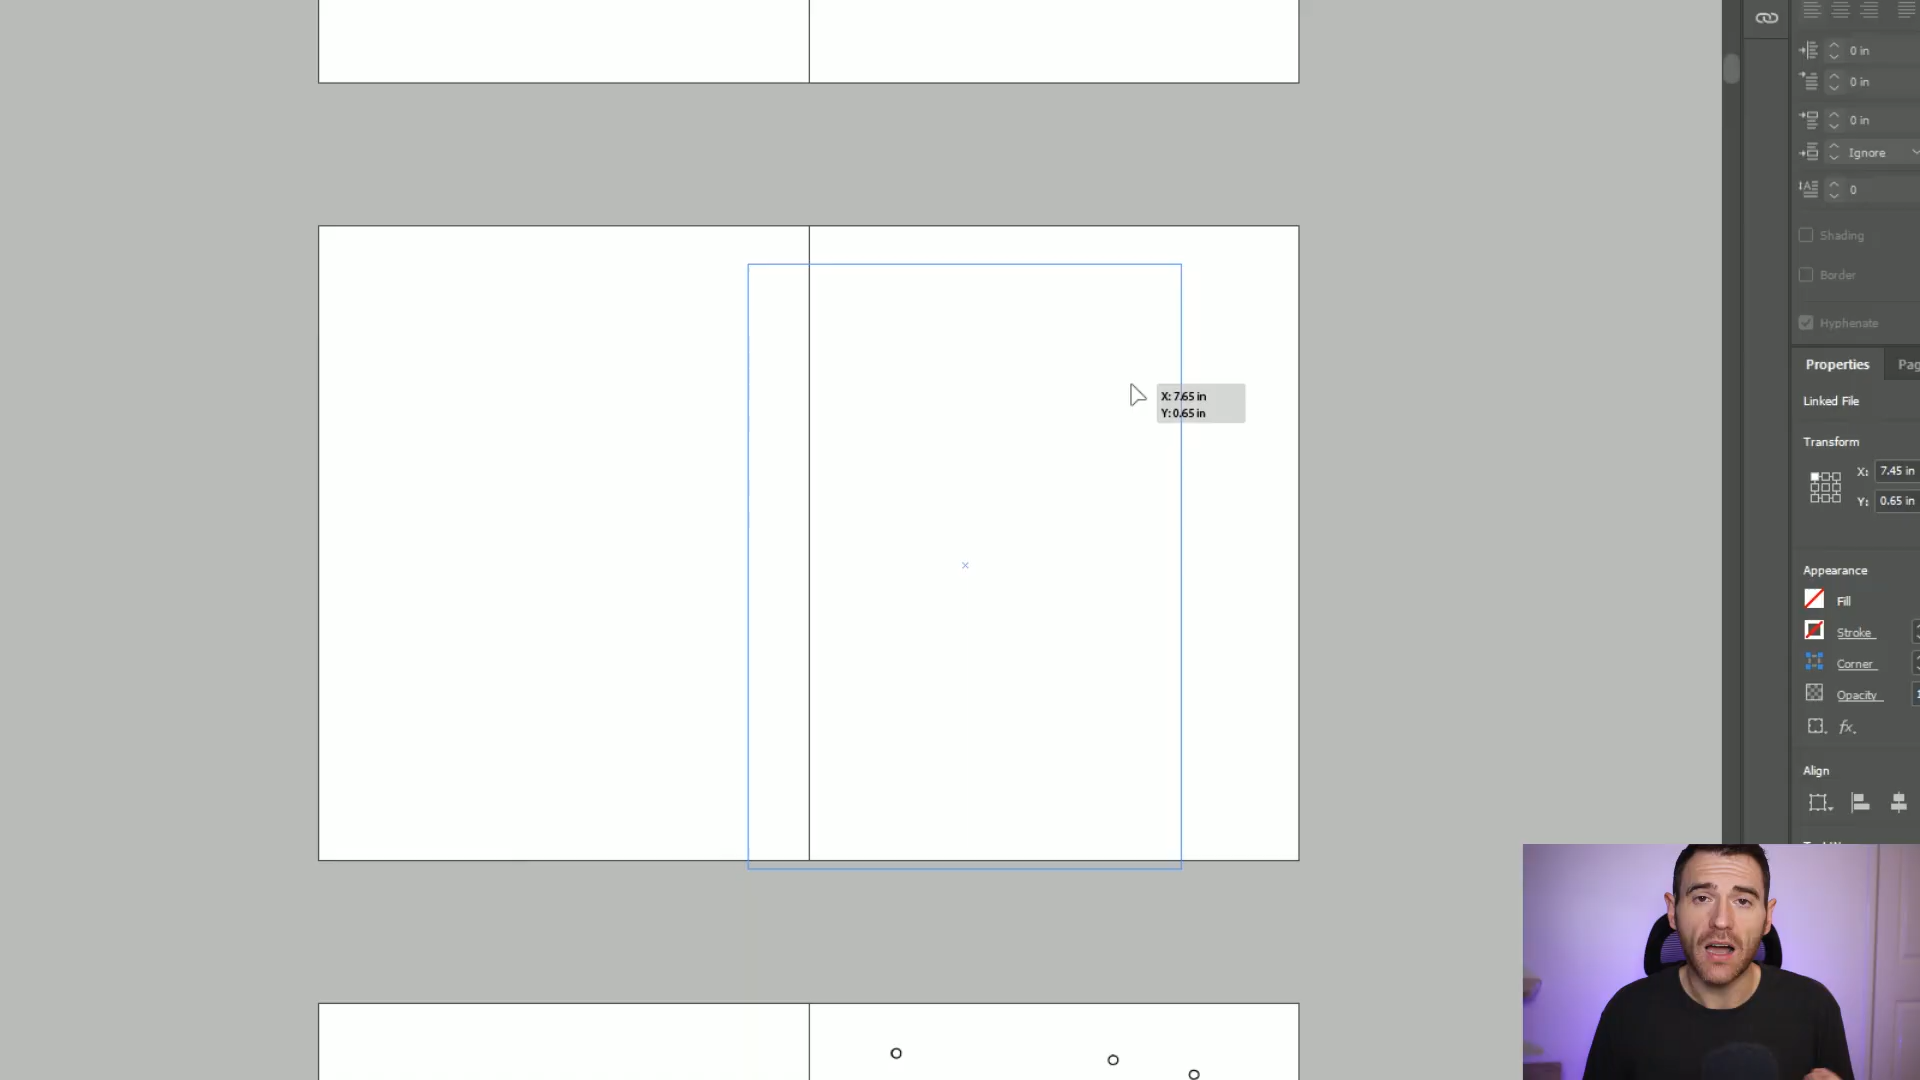 0 in
0 in
0 in
Ignore
0
Shading
Border
Hyphenate
Properties
Linked File
Transform
X: 7.45 in
Y: 0.65 in
X: 7.65 in
Y: 0.65 in
Appearance
Fill
Stroke
Corner
Opacity
fx.
Align